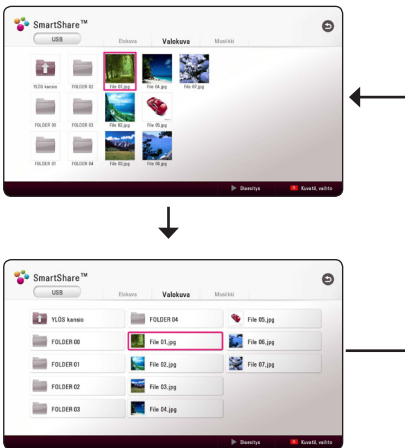 SmartShare™
USB
Elokuva Valokuva Musiikki
YLÖS kansio FOLDER 02 File 01.jpg File 04.jpg File 07.jpg
FOLDER 00 FOLDER 03 File 02.jpg File 05.jpg
FOLDER 01 FOLDER 04 File 03.jpg File 06.jpg
Diaesitys Kuvatil. vaihto
SmartShare™
USB
Elokuva Valokuva Musiikki
YLÖS kansio FOLDER 04 File 05.jpg
FOLDER 00 File 01.jpg File 06.jpg
FOLDER 01 File 02.jpg File 07.jpg
FOLDER 02 File 03.jpg
FOLDER 03 File 04.jpg
Diaesitys Kuvatil. vaihto